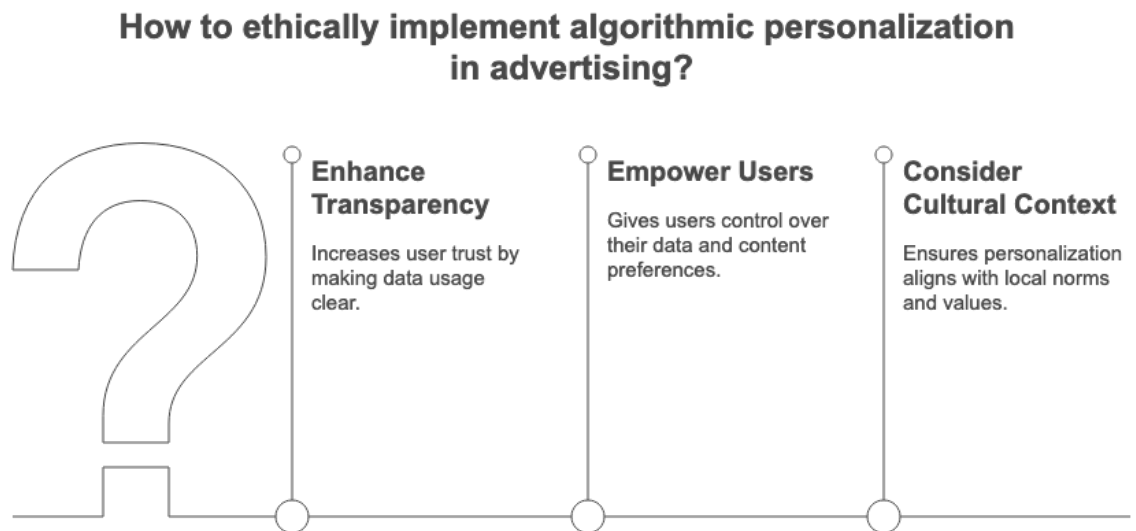 How to ethically implement algorithmic personalization
in advertising?
Enhance
Transparency
Increases user trust by
making data usage
clear.
Empower Users
Gives users control over
their data and content
preferences.
Consider
Cultural Context
Ensures personalization
aligns with local norms
and values.